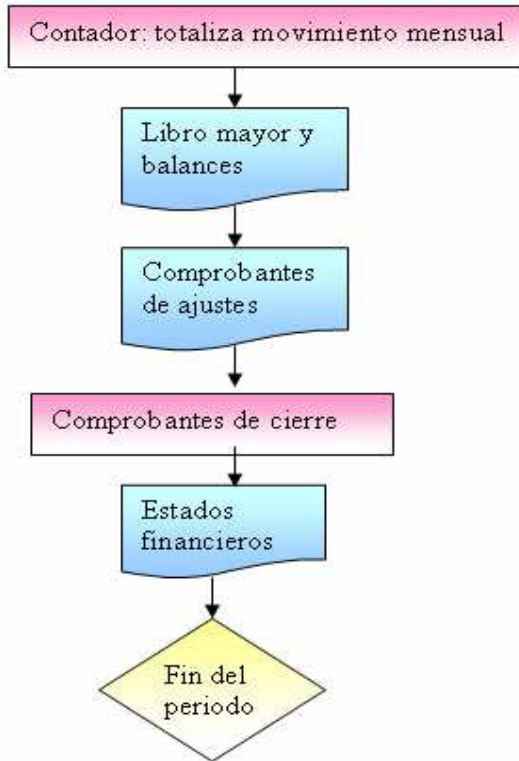 Contador: totaliza movimiento mensual
Libro mayor y
balances
Comprobantes
de ajustes
Comprobantes de cierre
Estados
financieros
Fin del
periodo